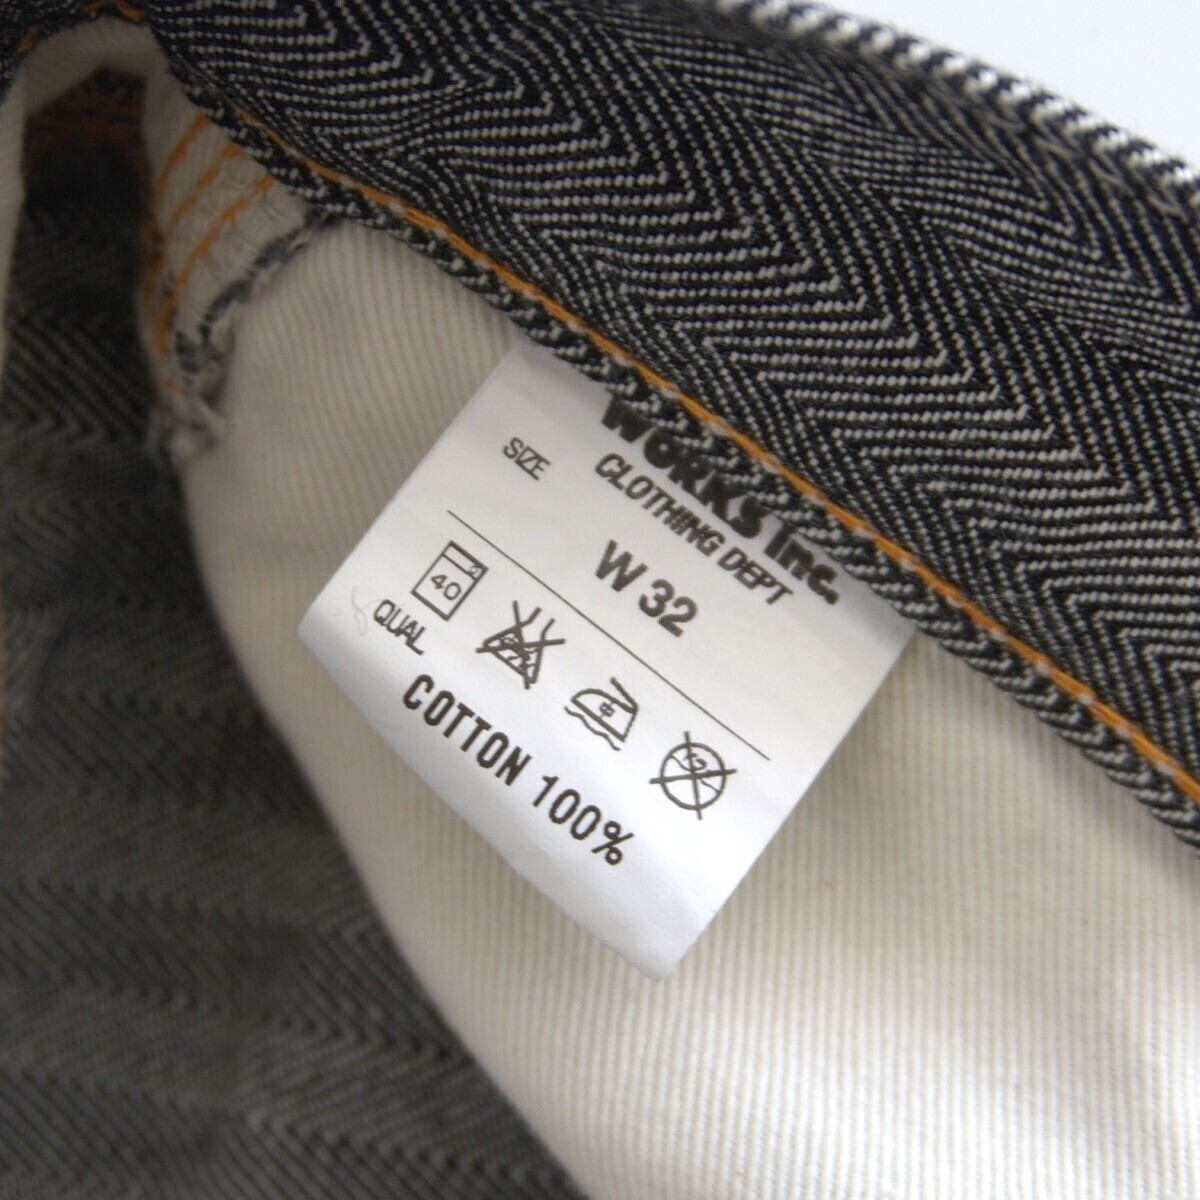 WORKS Inc.
CLOTHING DEPT
SIZE
W 32
40
QUAL
COTTON 100%